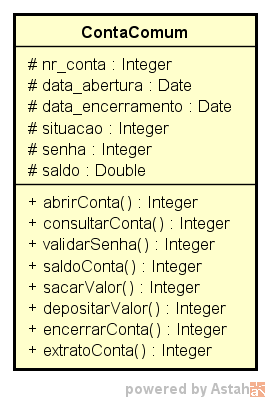 ContaComum
# nr_conta : Integer
# data_abertura : Date
# data_encerramento : Date
# situacao : Integer
# senha : Integer
# saldo : Double
+ abrirConta() : Integer
+ consultarConta() : Integer
+ validarSenha() : Integer
+ saldoConta() : Integer
+ sacarValor() : Integer
+ depositarValor() : Integer
+ encerrarConta() : Integer
+ extratoConta() : Integer
powered by Astah